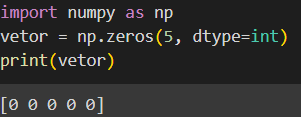 import numpy as np
vetor = np.zeros(5, dtype=int)
print(vetor)
[0 0 0 0 0]